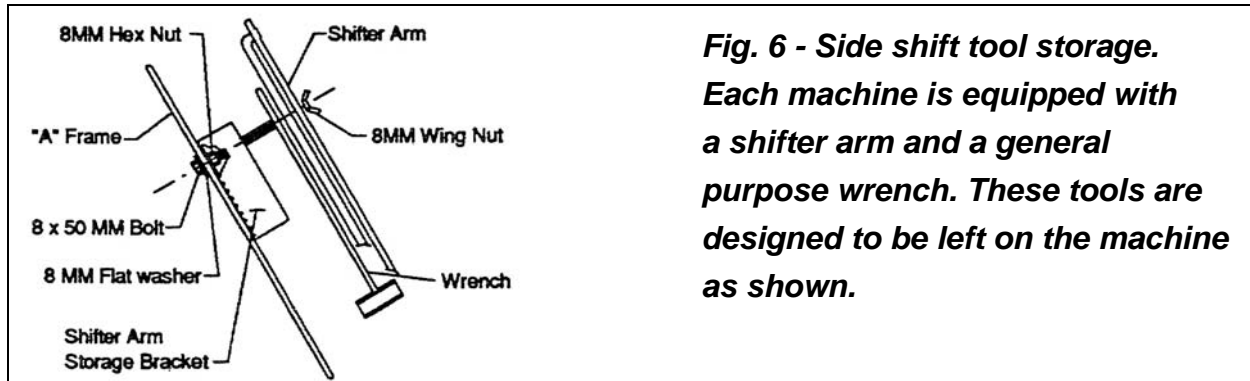 8MM Hex Nut
Shifter Arm
"A" Frame
8MM Wing Nut
8 x 50 MM Bolt
8 MM Flat washer
Wrench
Shifter Arm
Storage Bracket
Fig. 6 - Side shift tool storage.
Each machine is equipped with
a shifter arm and a general
purpose wrench. These tools are
designed to be left on the machine
as shown.